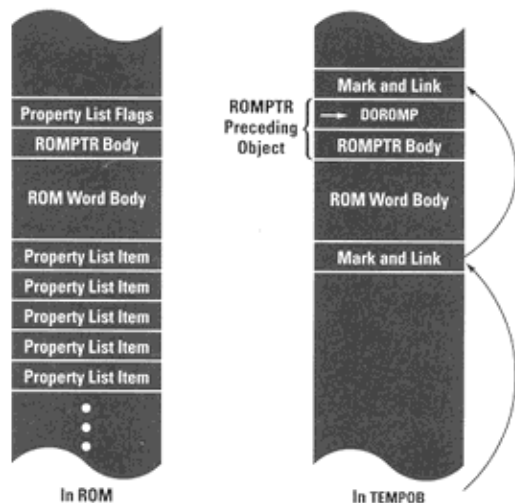 Property List Flags
ROMPTR Body
ROM Word Body
Property List Item
Property List Item
Property List Item
Property List Item
Property List Item
In ROM
ROMPTR
Preceding
Object
Mark and Link
DOROMP
ROMPTR Body
ROM Word Body
Mark and Link
In TEMPOB